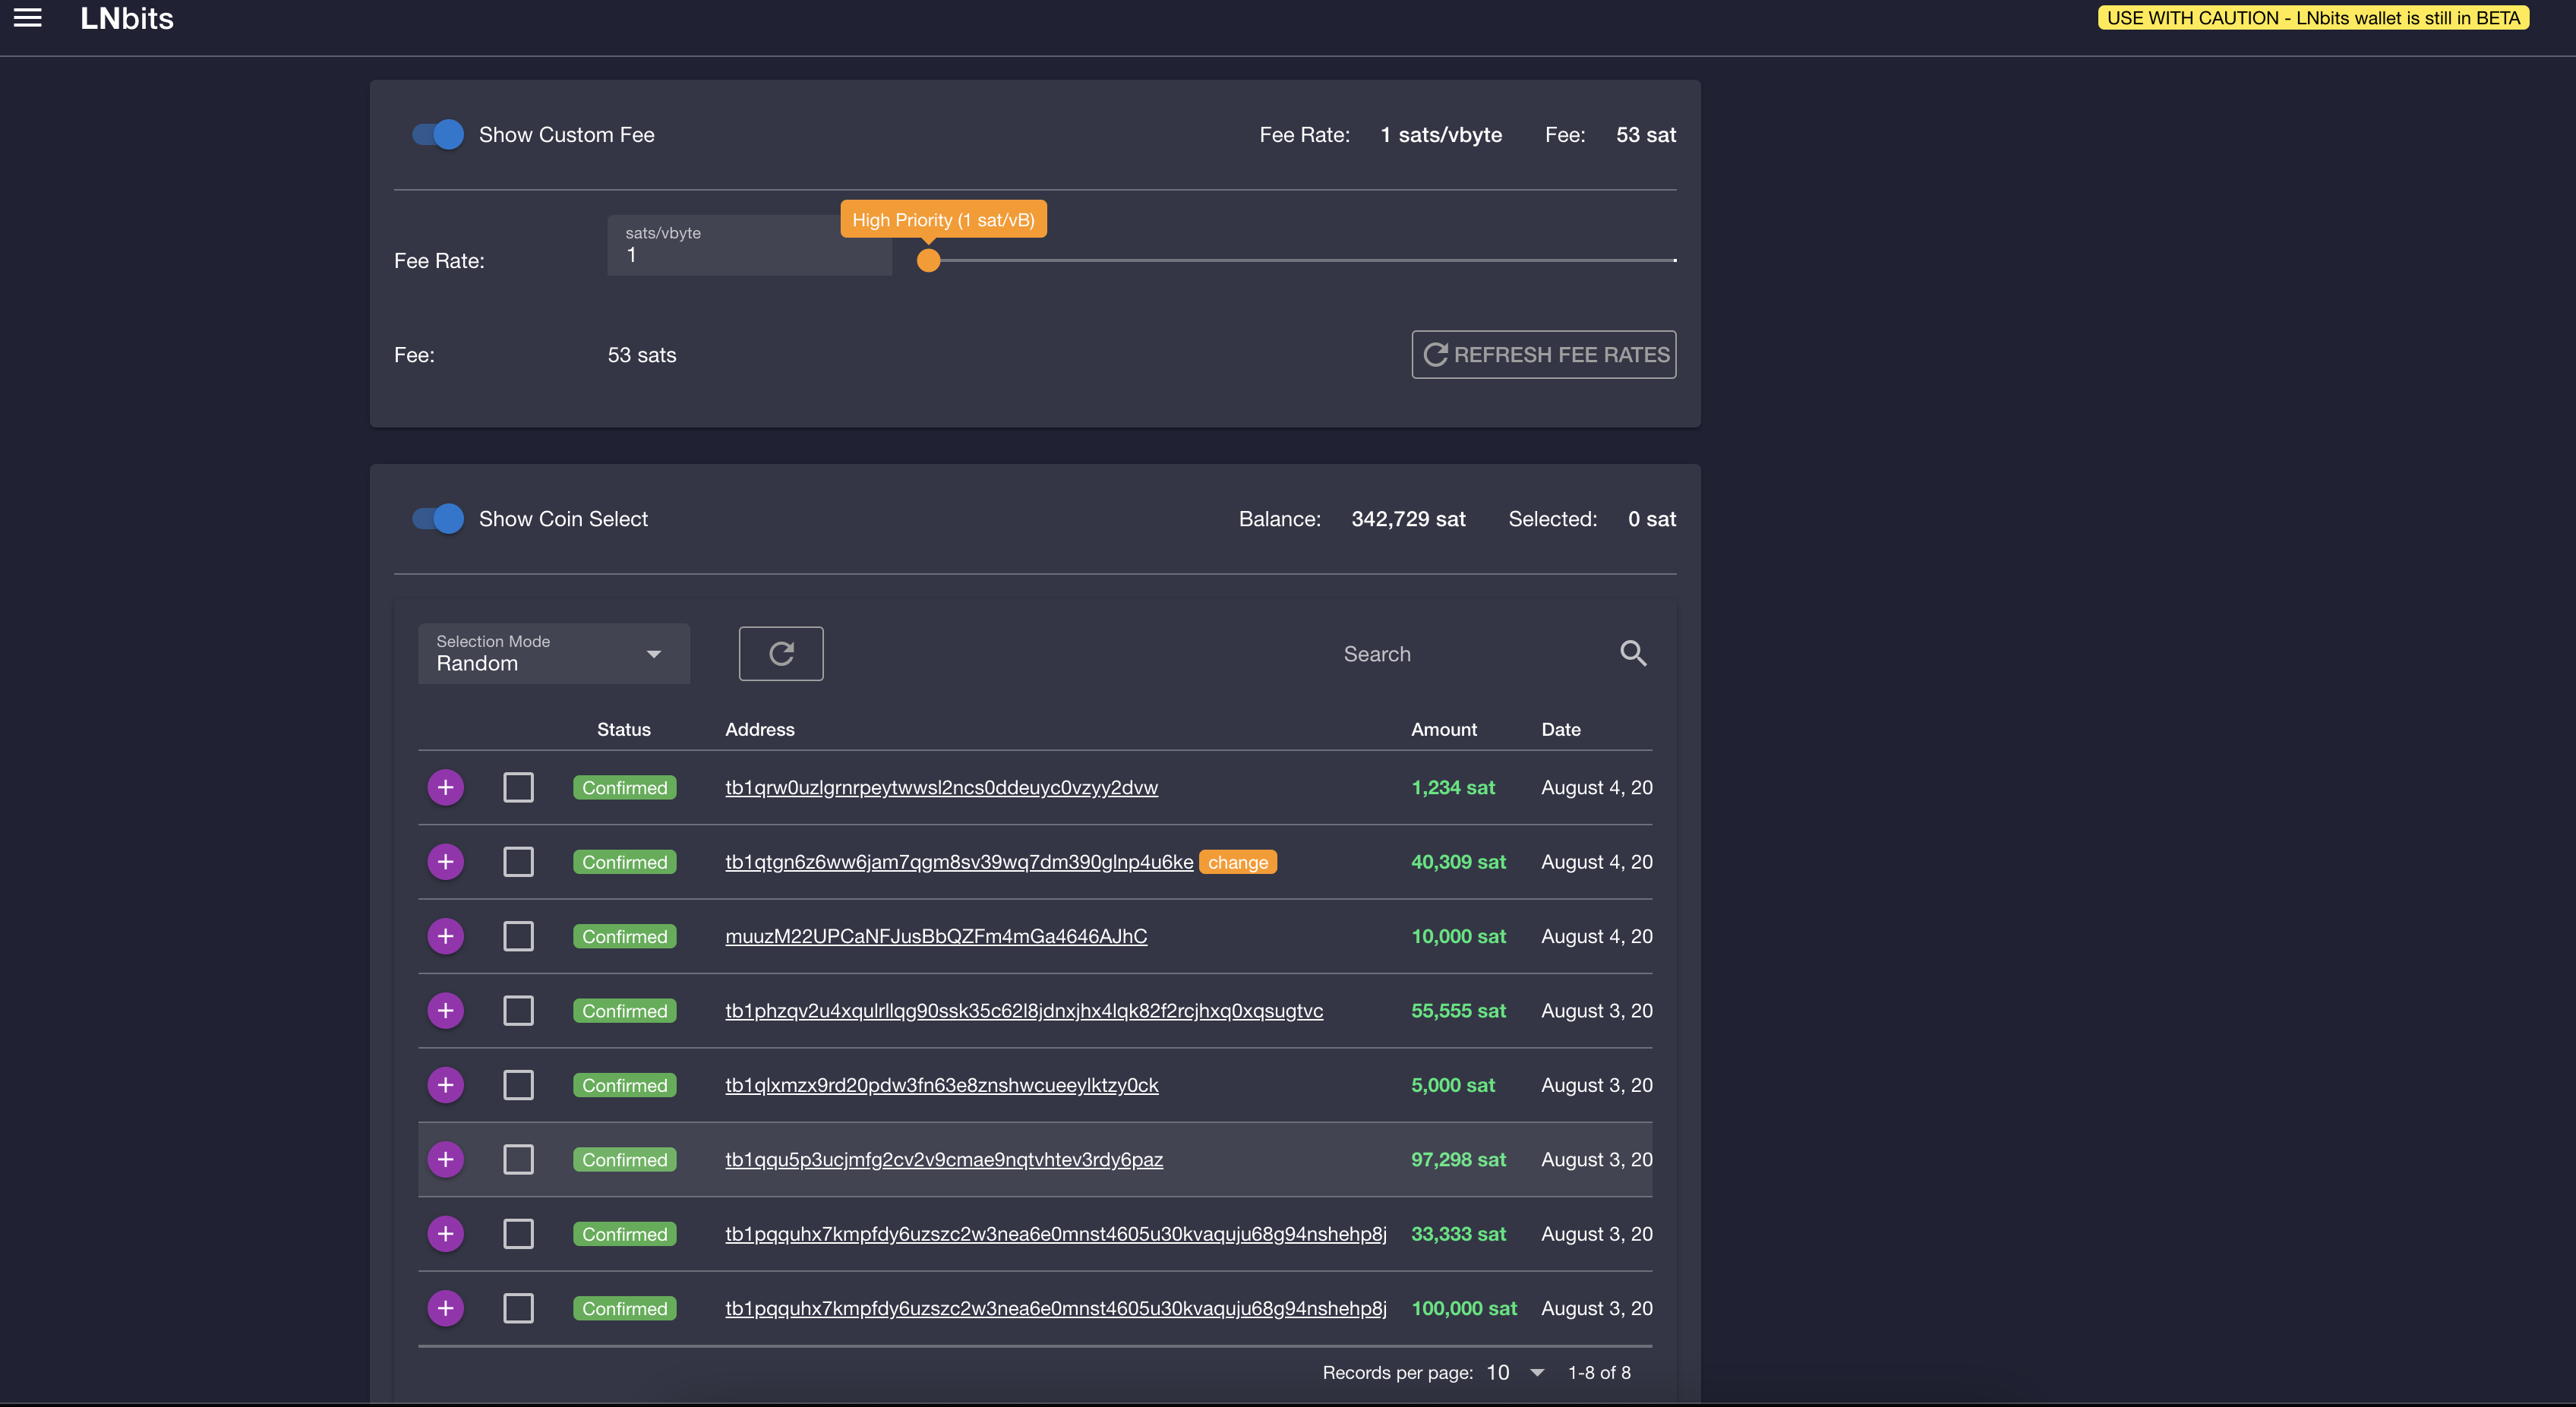 LNbits
USE WITH CAUTION - LNbits wallet is still in BETA
Show Custom Fee Fee Rate: 1 sats/vbyte Fee: 53 sat
High Priority (1 sat/vB)
sats/vbyte
Fee Rate: 1
Fee: 53 sats REFRESH FEE RATES
Show Coin Select Balance: 342,729 sat Selected: 0 sat
Selection Mode
Random
Search
Status Address Amount Date
Confirmed tb1qrw0uzlgrnrpeytwwsl2ncs0ddeuyc0vzyy2dvw 1,234 sat August 4, 20
Confirmed tb1qtgn6z6ww6jam7qgm8sv39wq7dm390glnp4u6ke change 40,309 sat August 4, 20
Confirmed muuzM22UPCaNFJusBbQZFm4mGa4646AJhC 10,000 sat August 4, 20
Confirmed tb1phzqv2u4xqulrllqg90ssk35c62l8jdnxjhx4lqk82f2rcjhxq0xqsugtvc 55,555 sat August 3, 20
Confirmed tb1qlxmzx9rd20pdw3fn63e8znshwcueeylktzy0ck 5,000 sat August 3, 20
Confirmed tb1qqu5p3ucjmfg2cv2v9cmae9nqtvhtev3rdy6paz 97,298 sat August 3, 20
Confirmed tb1pqquhx7kmpfdy6uzszc2w3nea6e0mnst4605u30kvaquju68g94nshehp8j 33,333 sat August 3, 20
Confirmed tb1pqquhx7kmpfdy6uzszc2w3nea6e0mnst4605u30kvaquju68g94nshehp8j 100,000 sat August 3, 20
Records per page: 10 1-8 of 8